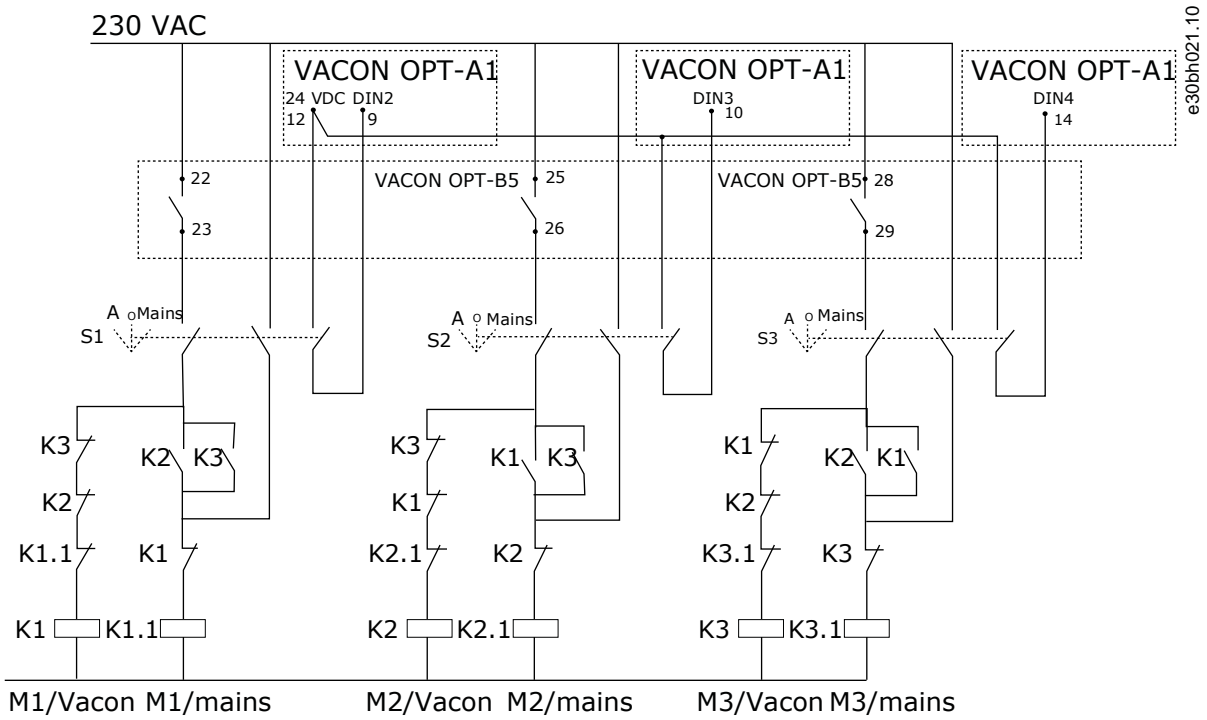 230 VAC
e30bh021.10
VACON OPT-A1
VACON OPT-A1
VACON OPT-A1
24 VDC DIN2
12
9
DIN3
10
DIN4
14
22
VACON OPT-B5
25
VACON OPT-B5
28
23
26
29
A O Mains
S1
A O Mains
S2
A O Mains
S3
K3
K2
K3
K3
K1
K3
K1
K2
K1
K2
K1
K2
K1.1
K1
K2.1
K2
K3.1
K3
K1
K1.1
K2
K2.1
K3
K3.1
M1/Vacon
M1/mains
M2/Vacon
M2/mains
M3/Vacon
M3/mains